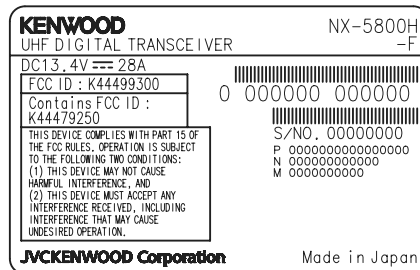 KENWOOD NX-5800H
UHF DIGITAL TRANSCEIVER -F
DC13.4V ⎓ 28A
FCC ID : K44499300
Contains FCC ID :
K44479250
0 000000 000000
THIS DEVICE COMPLIES WITH PART 15 OF
THE FCC RULES. OPERATION IS SUBJECT
TO THE FOLLOWING TWO CONDITIONS:
(1) THIS DEVICE MAY NOT CAUSE
HARMFUL INTERFERENCE, AND
(2) THIS DEVICE MUST ACCEPT ANY
INTERFERENCE RECEIVED, INCLUDING
INTERFERENCE THAT MAY CAUSE
UNDESIRED OPERATION.
S/NO. 00000000
P 0000000000000000
N 000000000000
M 0000000000
JVCKENWOOD Corporation Made in Japan